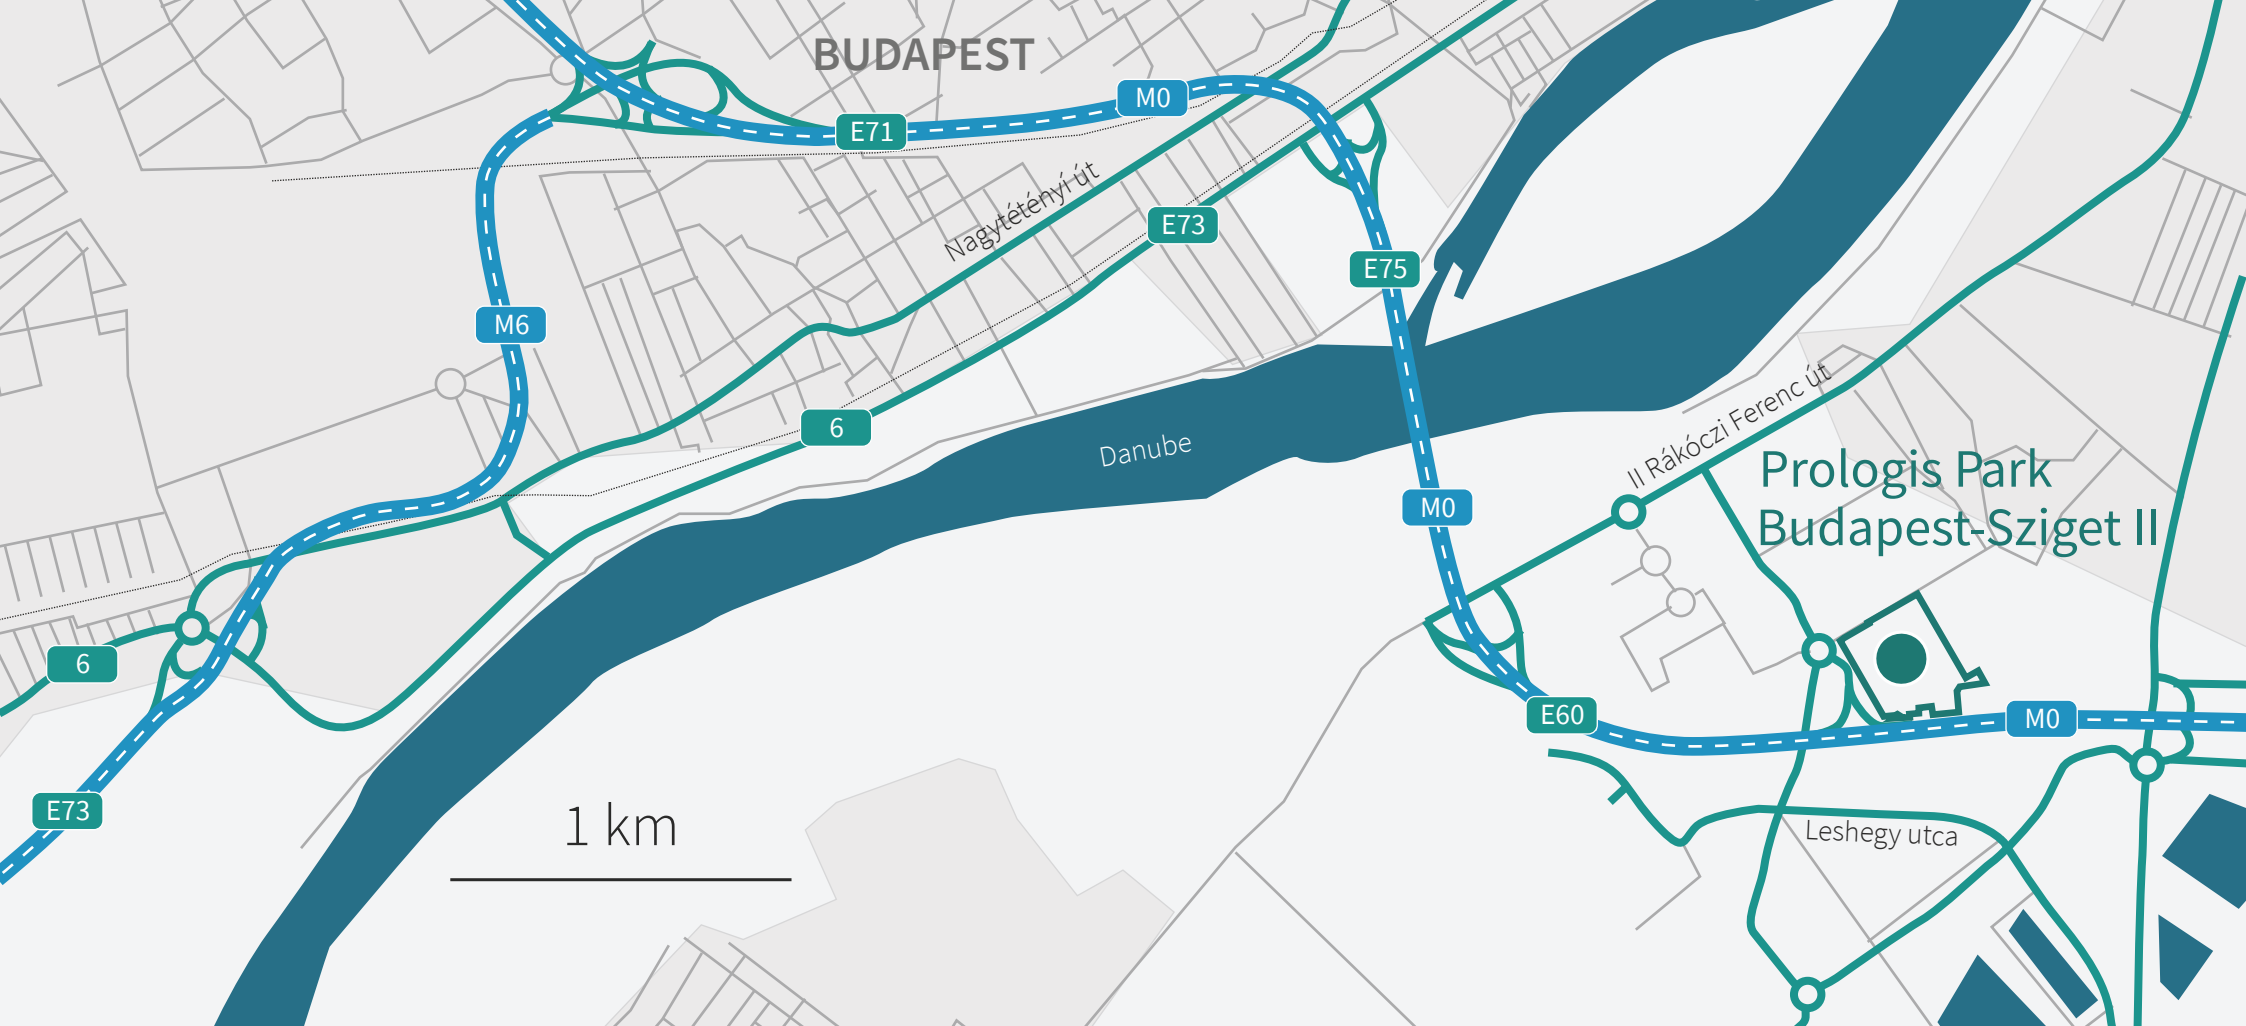 BUDAPEST
M0
E71
Nagytétényi út
E73
E75
M6
II Rákóczi Ferenc út
6
Danube
Prologis Park
Budapest-Sziget II
M0
6
E60
M0
E73
1 km
Leshegy utca